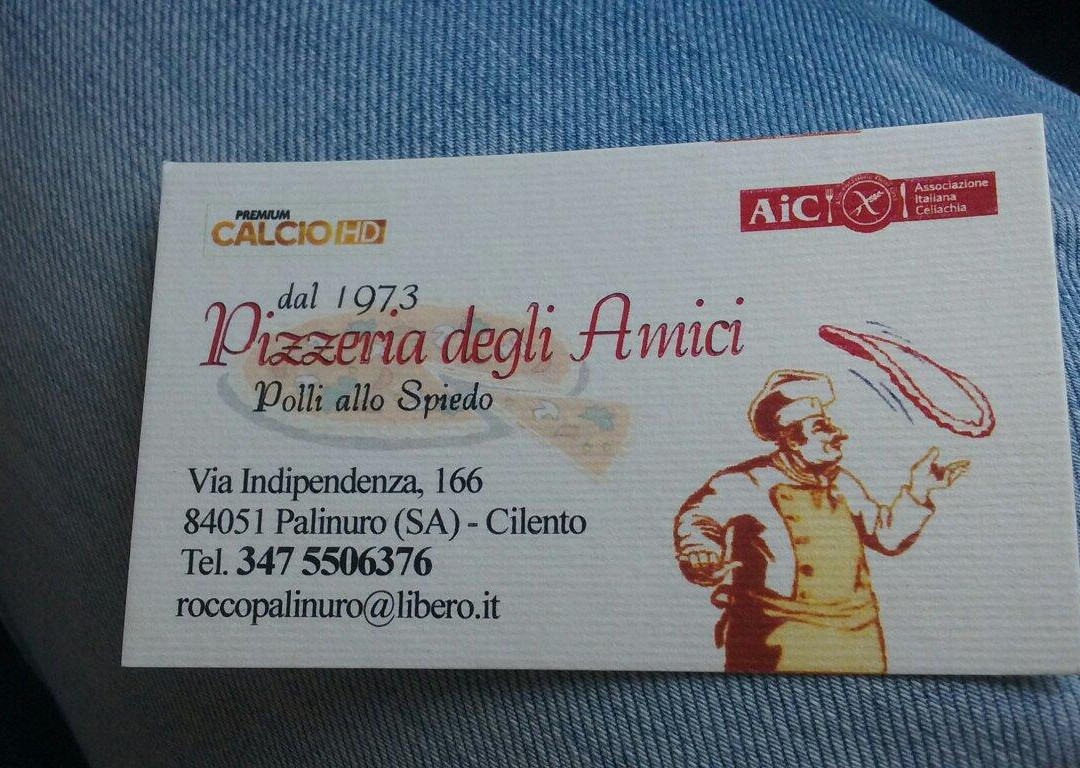 PREMIUM
CALCIO HD
AiC
Associazione
Italiana
Celiachia
dal 1973
Pizzeria degli Amici
Polli allo Spiedo
Via Indipendenza, 166
84051 Palinuro (SA) - Cilento
Tel. 347 5506376
roccopalinuro@libero.it